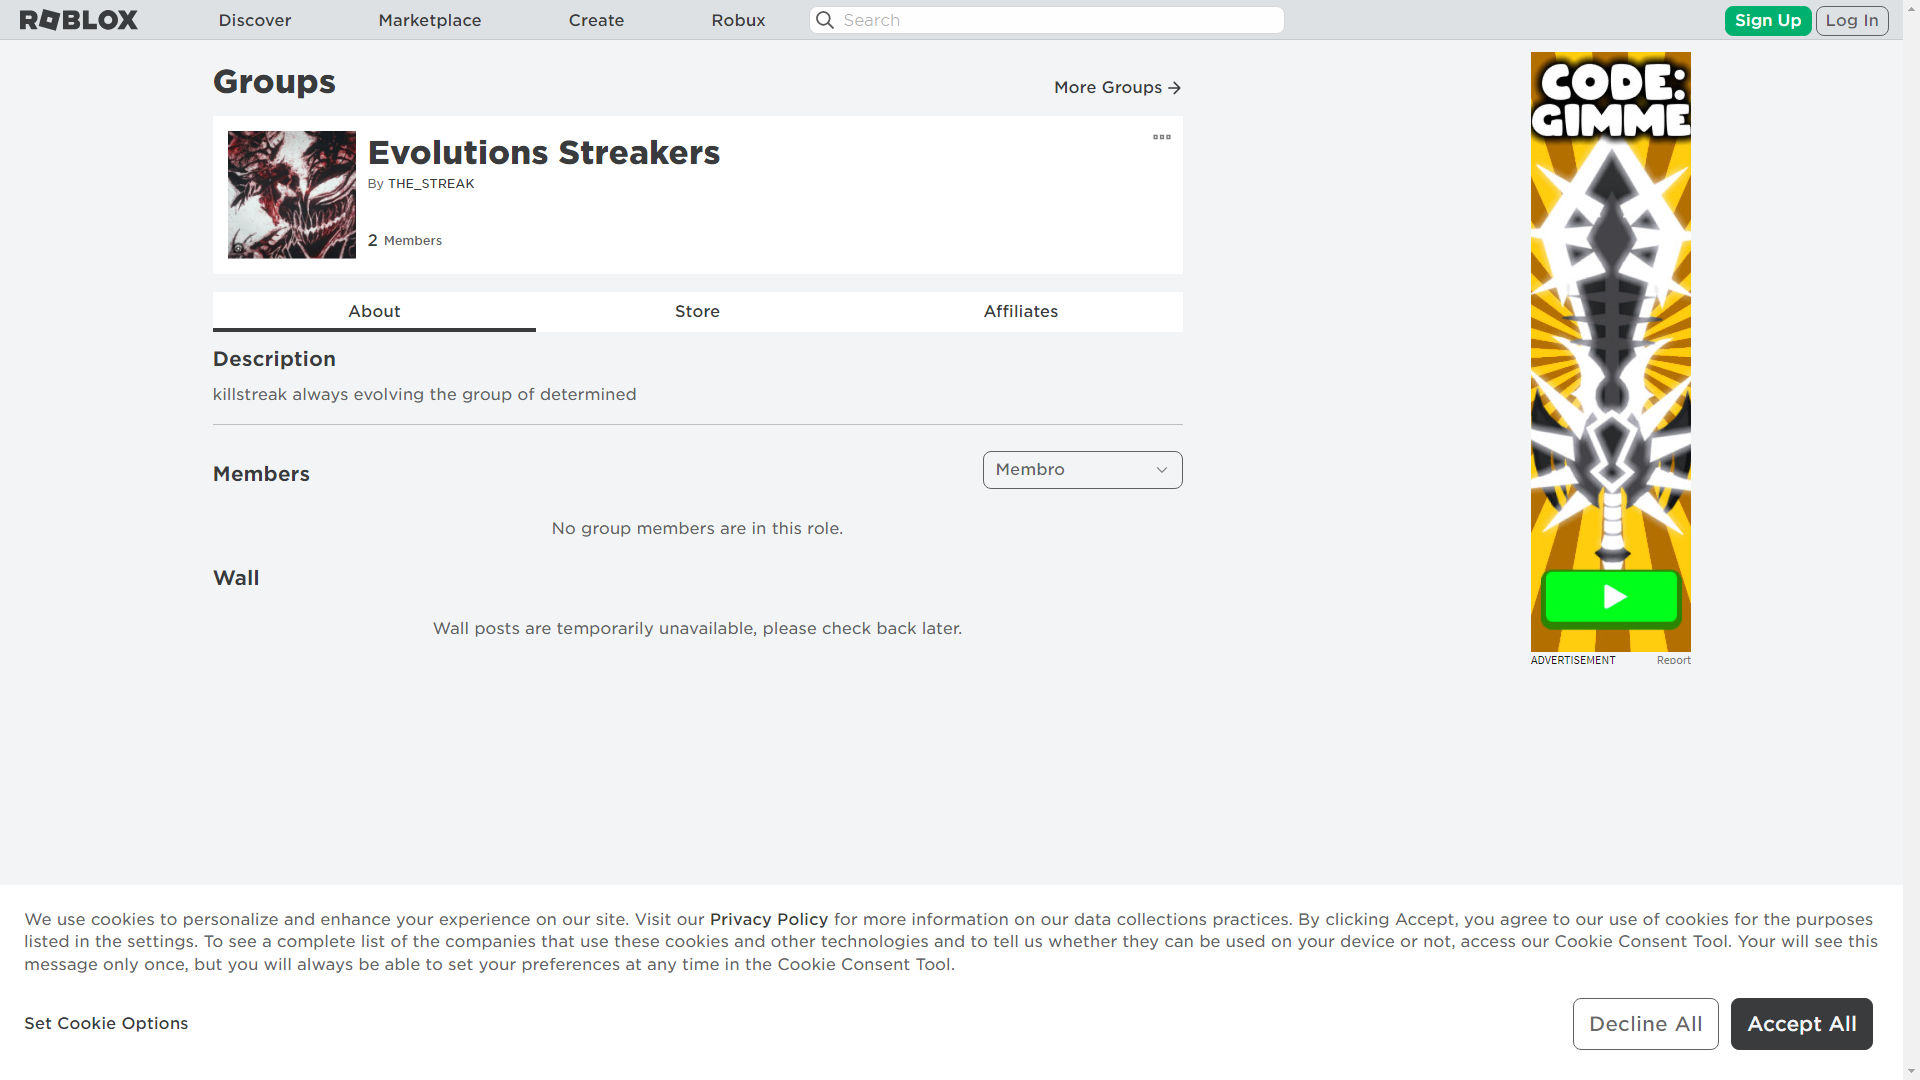 ROBLOX
Discover
Marketplace
Create
Robux
Search
Sign Up
Log In
Groups
More Groups
Evolutions Streakers
By THE_STREAK
2 Members
About
Store
Affiliates
Description
killstreak always evolving the group of determined
Members
Membro
No group members are in this role.
Wall
Wall posts are temporarily unavailable, please check back later.
CODE:
GIMME
ADVERTISEMENT
Report
We use cookies to personalize and enhance your experience on our site. Visit our Privacy Policy for more information on our data collections practices. By clicking Accept, you agree to our use of cookies for the purposes
listed in the settings. To see a complete list of the companies that use these cookies and other technologies and to tell us whether they can be used on your device or not, access our Cookie Consent Tool. Your will see this
message only once, but you will always be able to set your preferences at any time in the Cookie Consent Tool.
Set Cookie Options
Decline All
Accept All